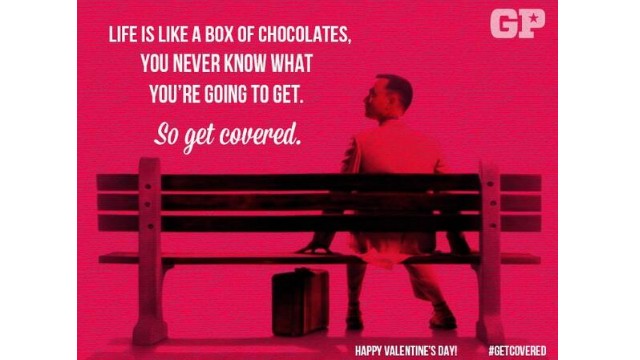 GP
LIFE IS LIKE A BOX OF CHOCOLATES,
YOU NEVER KNOW WHAT
YOU'RE GOING TO GET.
So get covered.
HAPPY VALENTINE'S DAY! #GETCOVERED